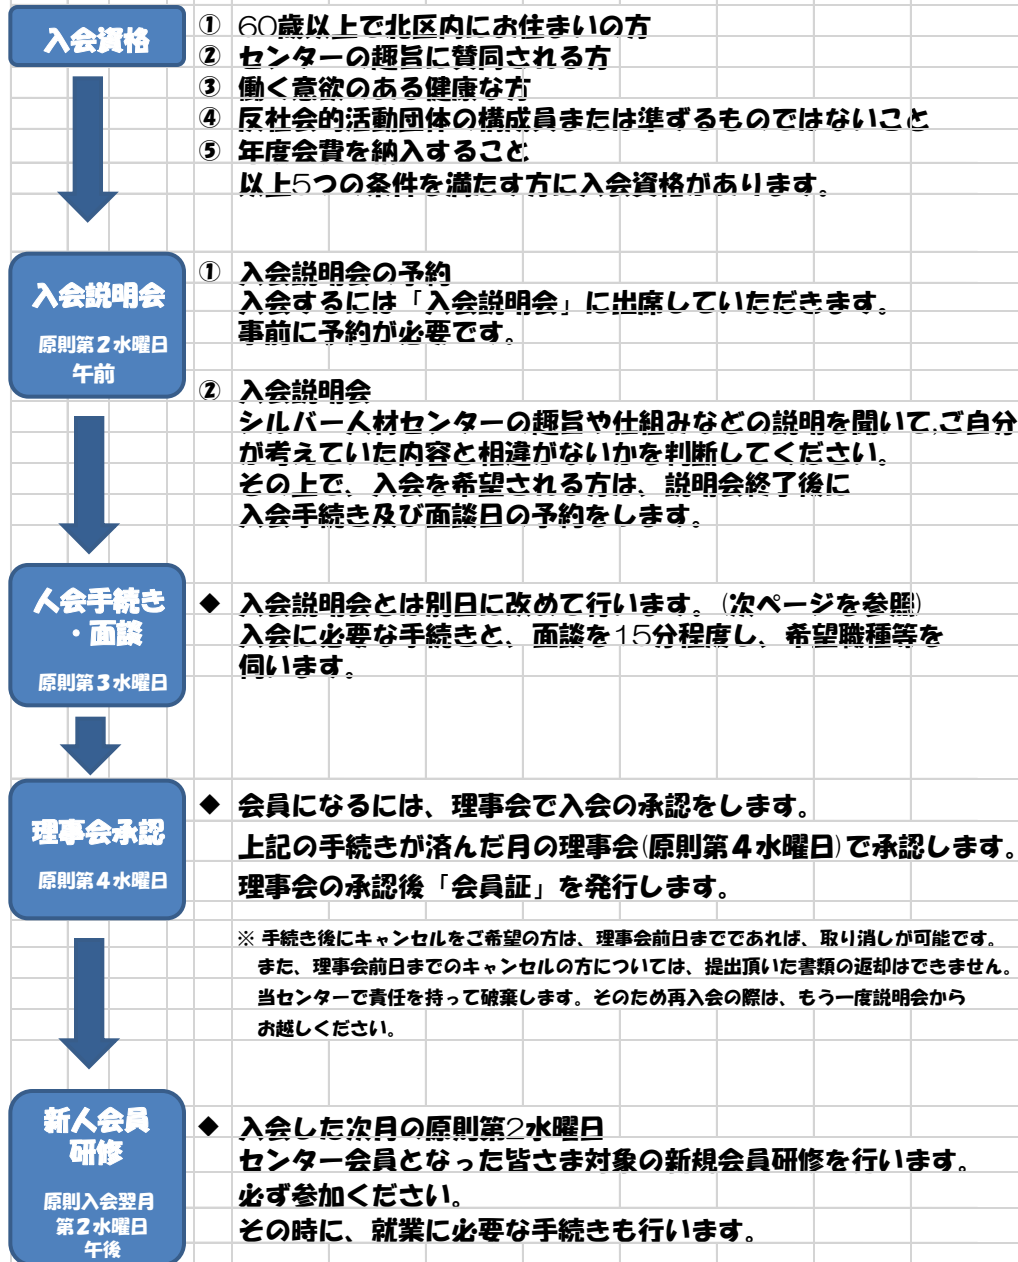 入会資格
① 60歳以上で北区内にお住まいの方
② センターの趣旨に賛同される方
③ 働く意欲のある健康な方
④ 反社会的活動団体の構成員または準ずるものではないこと
⑤ 年度会費を納入すること
以上5つの条件を満たす方に入会資格があります。
入会説明会
原則第2水曜日
午前
① 入会説明会の予約
入会するには「入会説明会」に出席していただきます。
事前に予約が必要です。
② 入会説明会
シルバー人材センターの趣旨や仕組みなどの説明を聞いて,ご自分
が考えていた内容と相違がないかを判断してください。
その上で、入会を希望される方は、説明会終了後に
入会手続き及び面談日の予約をします。
入会手続き
・面談
原則第3水曜日
◆ 入会説明会とは別日に改めて行います。(次ページを参照)
入会に必要な手続きと、面談を15分程度し、希望職種等を
伺います。
理事会承認
原則第4水曜日
◆ 会員になるには、理事会で入会の承認をします。
上記の手続きが済んだ月の理事会(原則第4水曜日)で承認します。
理事会の承認後「会員証」を発行します。
※ 手続き後にキャンセルをご希望の方は、理事会前日までであれば、取り消しが可能です。
また、理事会前日までのキャンセルの方については、提出頂いた書類の返却はできません。
当センターで責任を持って破棄します。そのため再入会の際は、もう一度説明会から
お越しください。
新人会員
研修
原則入会翌月
第2水曜日
午後
◆ 入会した次月の原則第2水曜日
センター会員となった皆さま対象の新規会員研修を行います。
必ず参加ください。
その時に、就業に必要な手続きも行います。